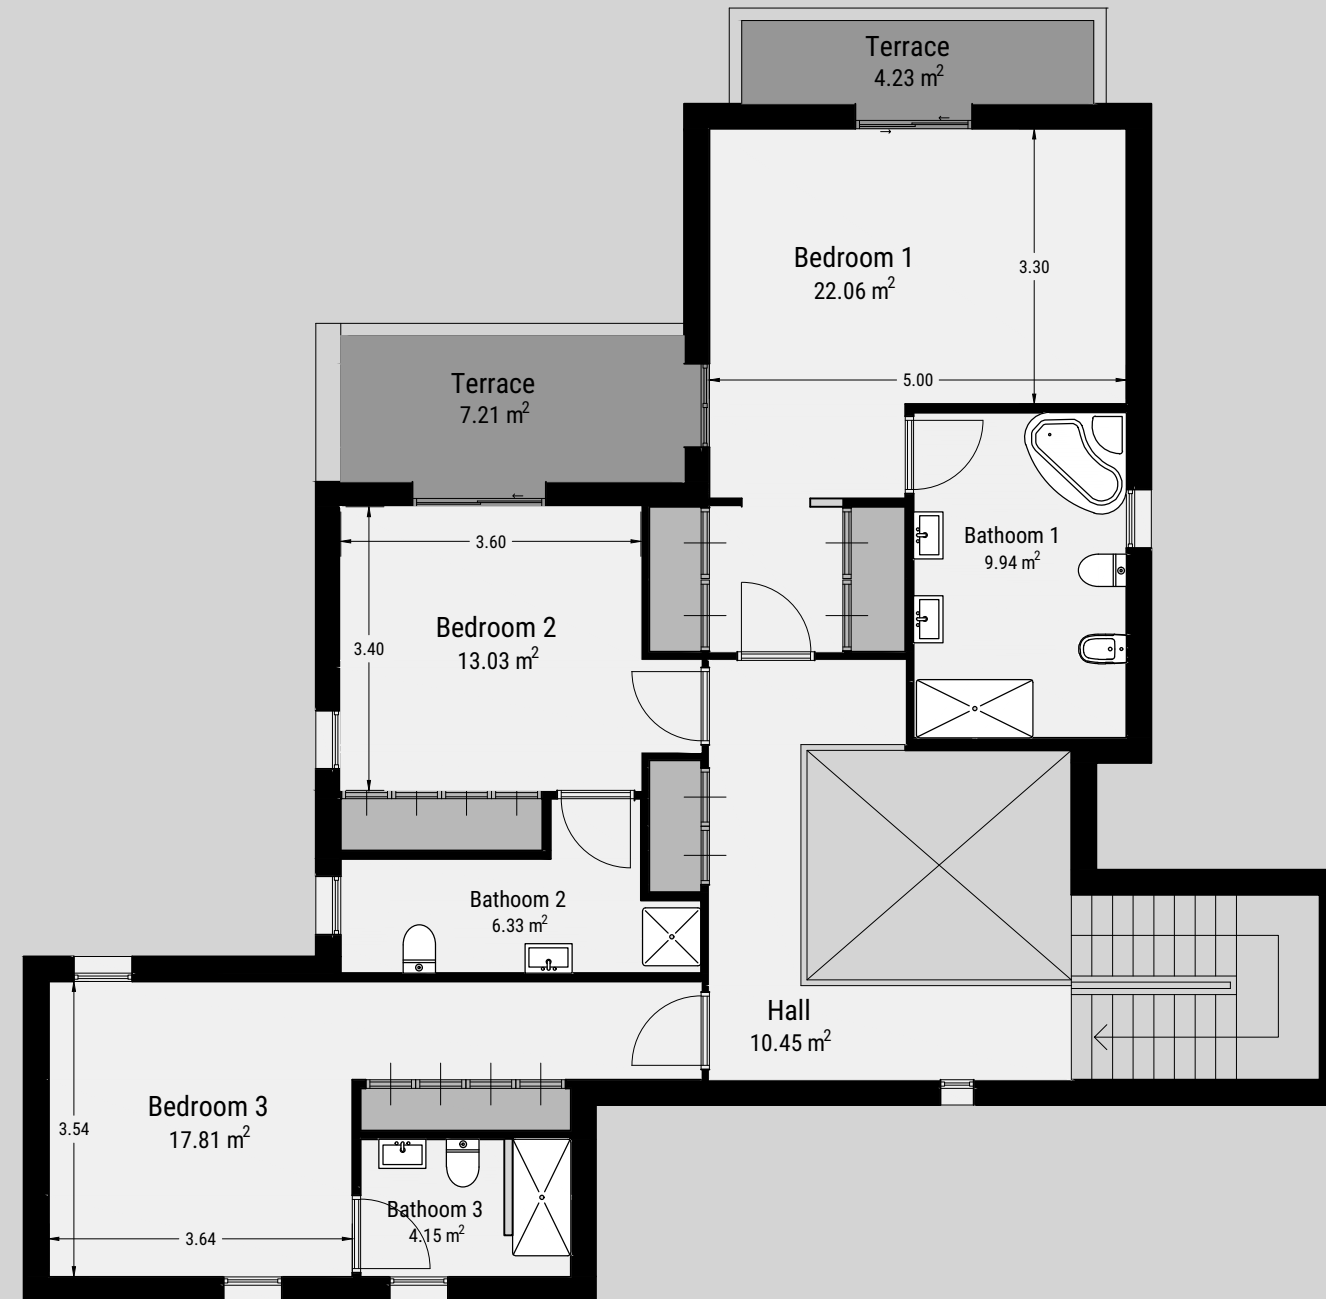 Terrace
4.23 m²
Bedroom 1
22.06 m²
3.30
5.00
Terrace
7.21 m²
3.60
Bathoom 1
9.94 m²
Bedroom 2
13.03 m²
3.40
Bathoom 2
6.33 m²
Hall
10.45 m²
Bedroom 3
17.81 m²
3.54
3.64
Bathoom 3
4.15 m²